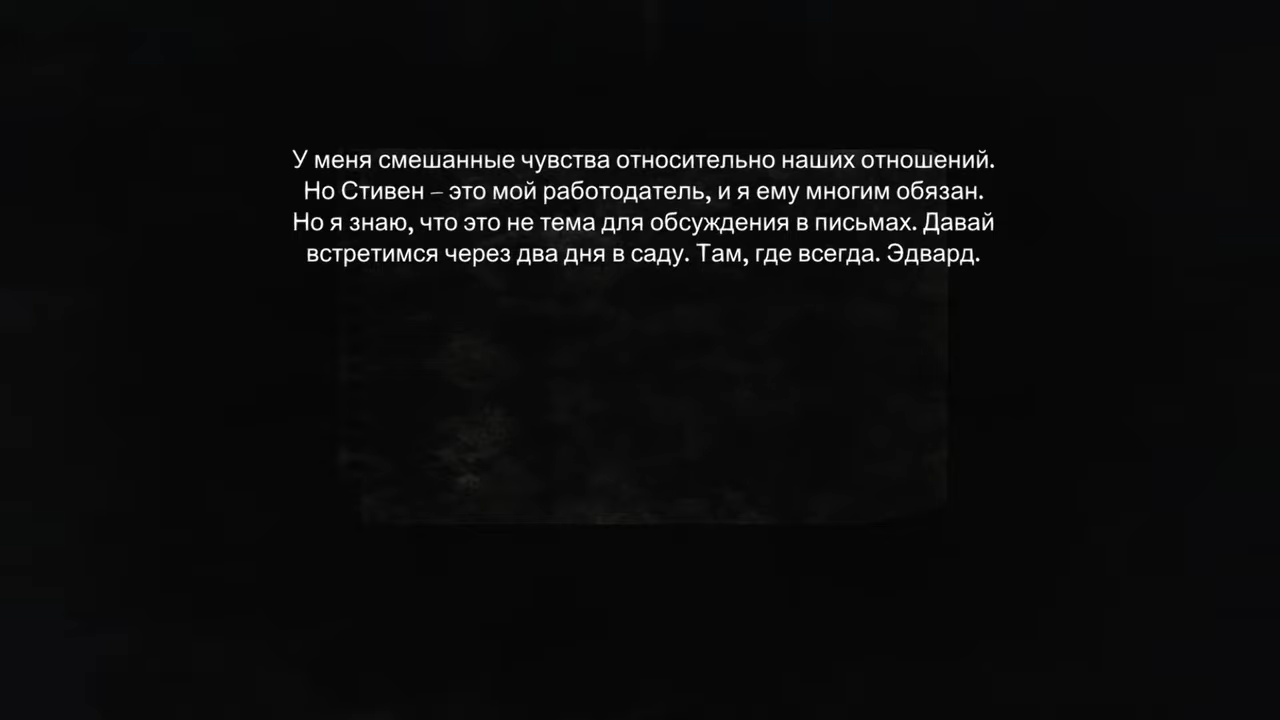 У меня смешанные чувства относительно наших отношений.
Но Стивен – это мой работодатель, и я ему многим обязан.
Но я знаю, что это не тема для обсуждения в письмах. Давай
встретимся через два дня в саду. Там, где всегда. Эдвард.